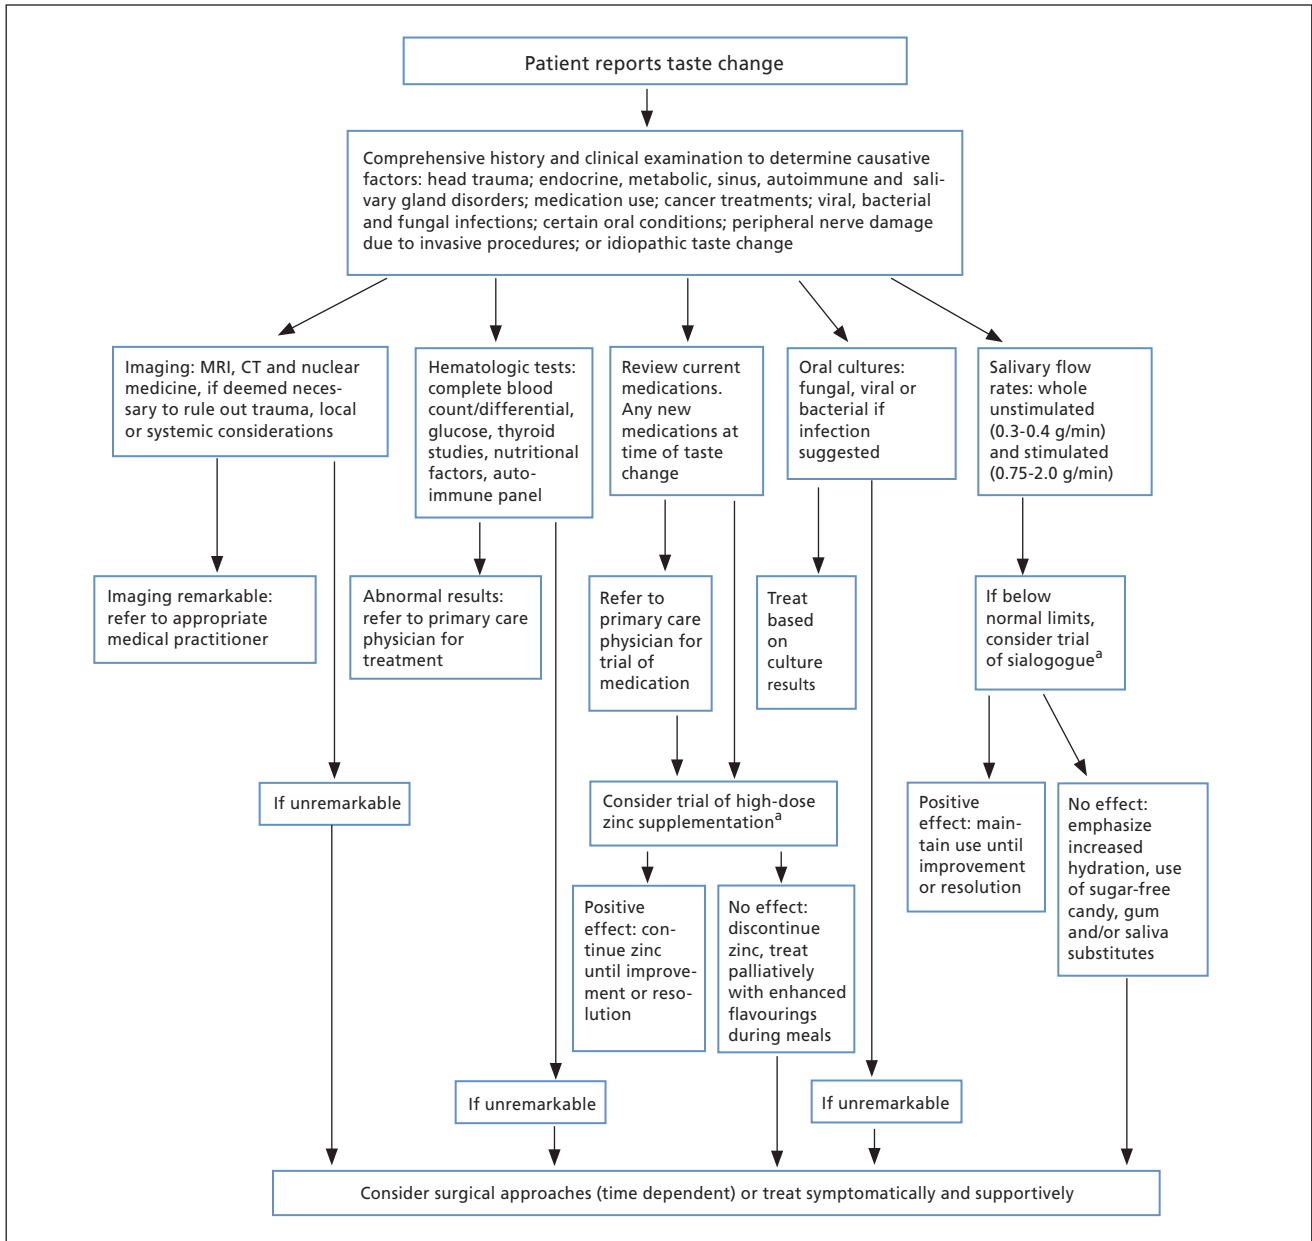 Patient reports taste change
Comprehensive history and clinical examination to determine causative
factors: head trauma; endocrine, metabolic, sinus, autoimmune and sali-
vary gland disorders; medication use; cancer treatments; viral, bacterial
and fungal infections; certain oral conditions; peripheral nerve damage
due to invasive procedures; or idiopathic taste change
Imaging: MRI, CT and nuclear
medicine, if deemed neces-
sary to rule out trauma, local
or systemic considerations
Hematologic tests:
complete blood
count/differential,
glucose, thyroid
studies, nutritional
factors, auto-
immune panel
Review current
medications.
Any new
medications at
time of taste
change
Oral cultures:
fungal, viral or
bacterial if
infection
suggested
Salivary flow
rates: whole
unstimulated
(0.3-0.4 g/min)
and stimulated
(0.75-2.0 g/min)
Imaging remarkable:
refer to appropriate
medical practitioner
Abnormal results:
refer to primary care
physician for
treatment
Refer to
primary care
physician for
trial of
medication
Treat
based
on
culture
results
If below
normal limits,
consider trial
of sialogogue a
If unremarkable
Consider trial of high-dose
zinc supplementation a
Positive
effect: main-
tain use until
improvement
or resolution
No effect:
emphasize
increased
hydration, use
of sugar-free
candy, gum
and/or saliva
substitutes
Positive
effect: con-
tinue zinc
until improve-
ment or reso-
lution
No effect:
discontinue
zinc, treat
palliatively
with enhanced
flavourings
during meals
If unremarkable
If unremarkable
Consider surgical approaches (time dependent) or treat symptomatically and supportively